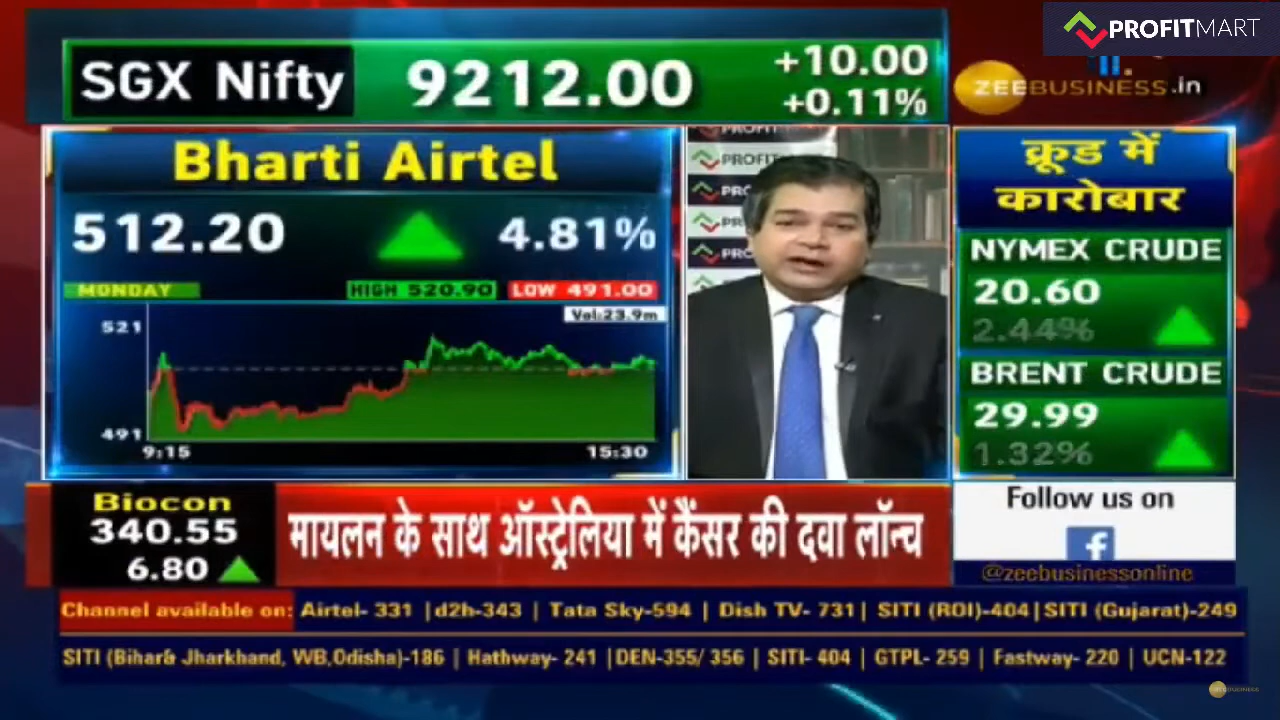 PROFITMART
SGX Nifty 9212.00 +10.00
+0.11%
ZEEBUSINESS.in
Bharti Airtel
512.20 4.81%
MONDAY HIGH 520.90 LOW 491.00
Vol:23.9m
521
491
9:15 15:30
PROFIT
क्रूड में
कारोबार
NYMEX CRUDE
20.60
2.44%
BRENT CRUDE
29.99
1.32%
Biocon
340.55
6.80
मायलन के साथ ऑस्ट्रेलिया में कैंसर की दवा लॉन्च
Follow us on
f
@zeebusinessonline
Channel available on: Airtel- 331 |d2h-343 | Tata Sky-594 | Dish TV- 731| SITI (ROI)-404|SITI (Gujarat)-249
SITI (Bihar& Jharkhand, WB,Odisha)-186 | Hathway- 241 |DEN-355/ 356 | SITI- 404 | GTPL- 259 | Fastway- 220 | UCN-122
ZEEBUSINESS